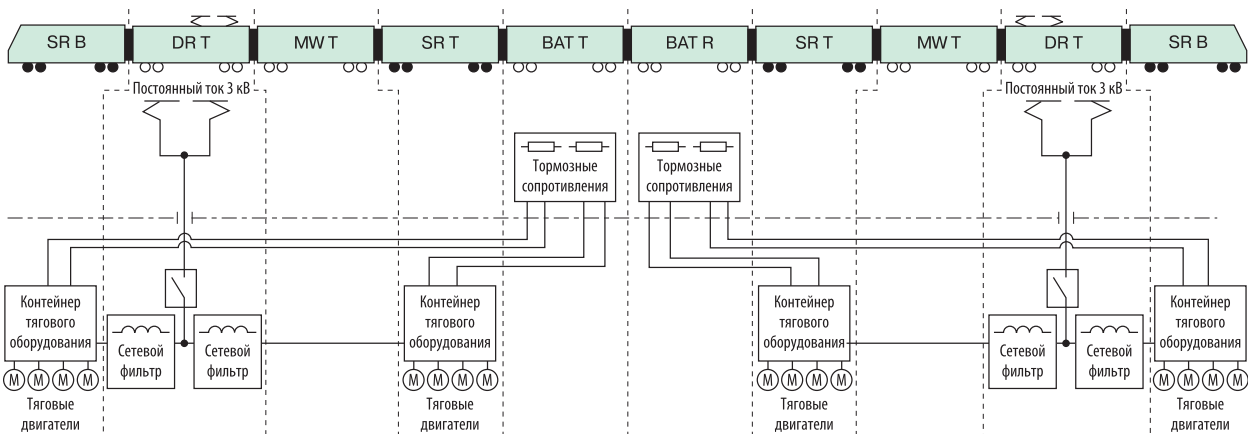 SR B
DR T
MW T
SR T
BAT T
BAT R
SR T
MW T
DR T
SR B
Постоянный ток 3 кВ
Постоянный ток 3 кВ
Тормозные
сопротивления
Тормозные
сопротивления
Контейнер
тягового
оборудования
Сетевой
фильтр
Сетевой
фильтр
Контейнер
тягового
оборудования
Контейнер
тягового
оборудования
Сетевой
фильтр
Сетевой
фильтр
Контейнер
тягового
оборудования
M M M M
M M M M
M M M M
M M M M
Тяговые
двигатели
Тяговые
двигатели
Тяговые
двигатели
Тяговые
двигатели